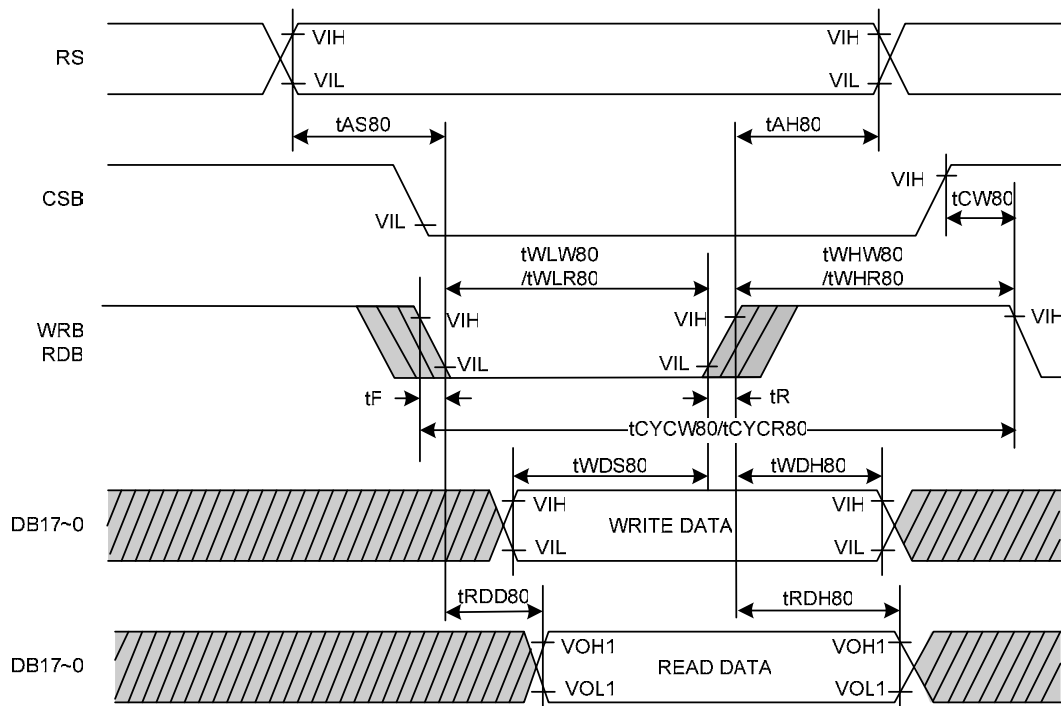 RS
VIH
VIH
VIL
VIL
tAS80
tAH80
CSB
VIH
VIL
tCW80
tWLW80
/tWLR80
tWHW80
/tWHR80
WRB
RDB
VIH
VIH
VIH
VIL
VIL
tF
tR
tCYCW80/tCYCR80
tWDS80
tWDH80
DB17~0
VIH
WRITE DATA
VIH
VIL
VIL
tRDD80
tRDH80
DB17~0
VOH1
READ DATA
VOH1
VOL1
VOL1